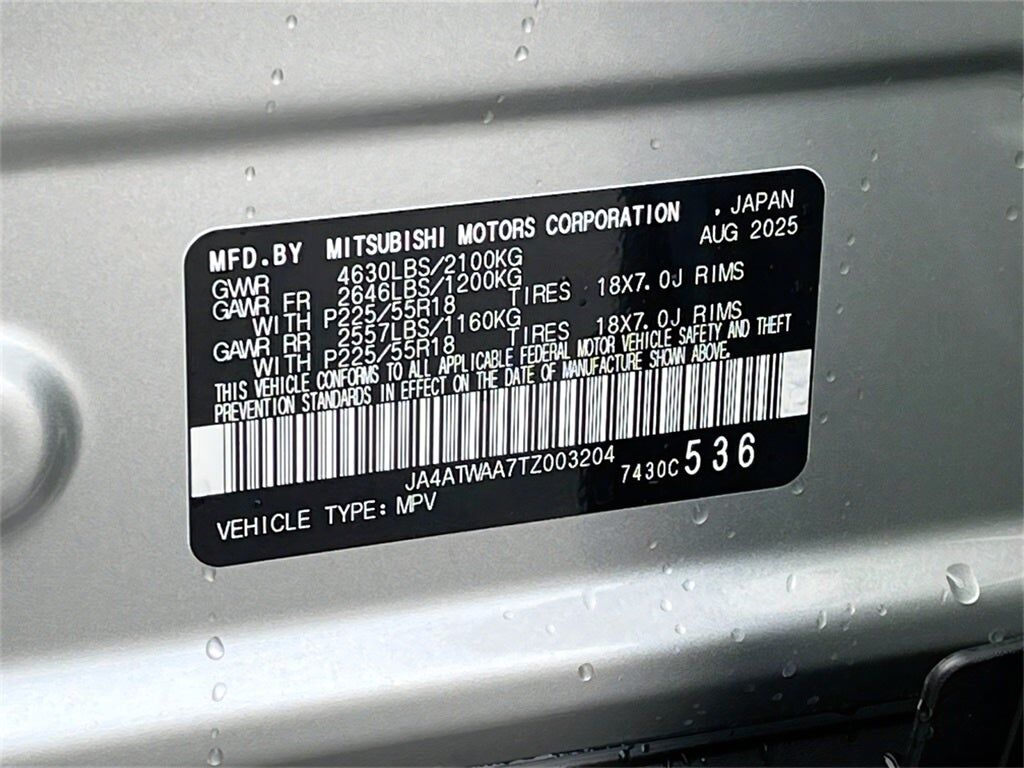 MFD.BY MITSUBISHI MOTORS CORPORATION . JAPAN
AUG 2025
GVWR 4630LBS/2100KG
GAWR FR 2646LBS/1200KG
WITH P225/55R18 TIRES 18X7.0J RIMS
GAWR RR 2557LBS/1160KG
WITH P225/55R18 TIRES 18X7.0J RIMS
THIS VEHICLE CONFORMS TO ALL APPLICABLE FEDERAL MOTOR VEHICLE SAFETY AND THEFT
PREVENTION STANDARDS IN EFFECT ON THE DATE OF MANUFACTURE SHOWN ABOVE.
JA4ATWAA7TZ003204 7430C 536
VEHICLE TYPE: MPV